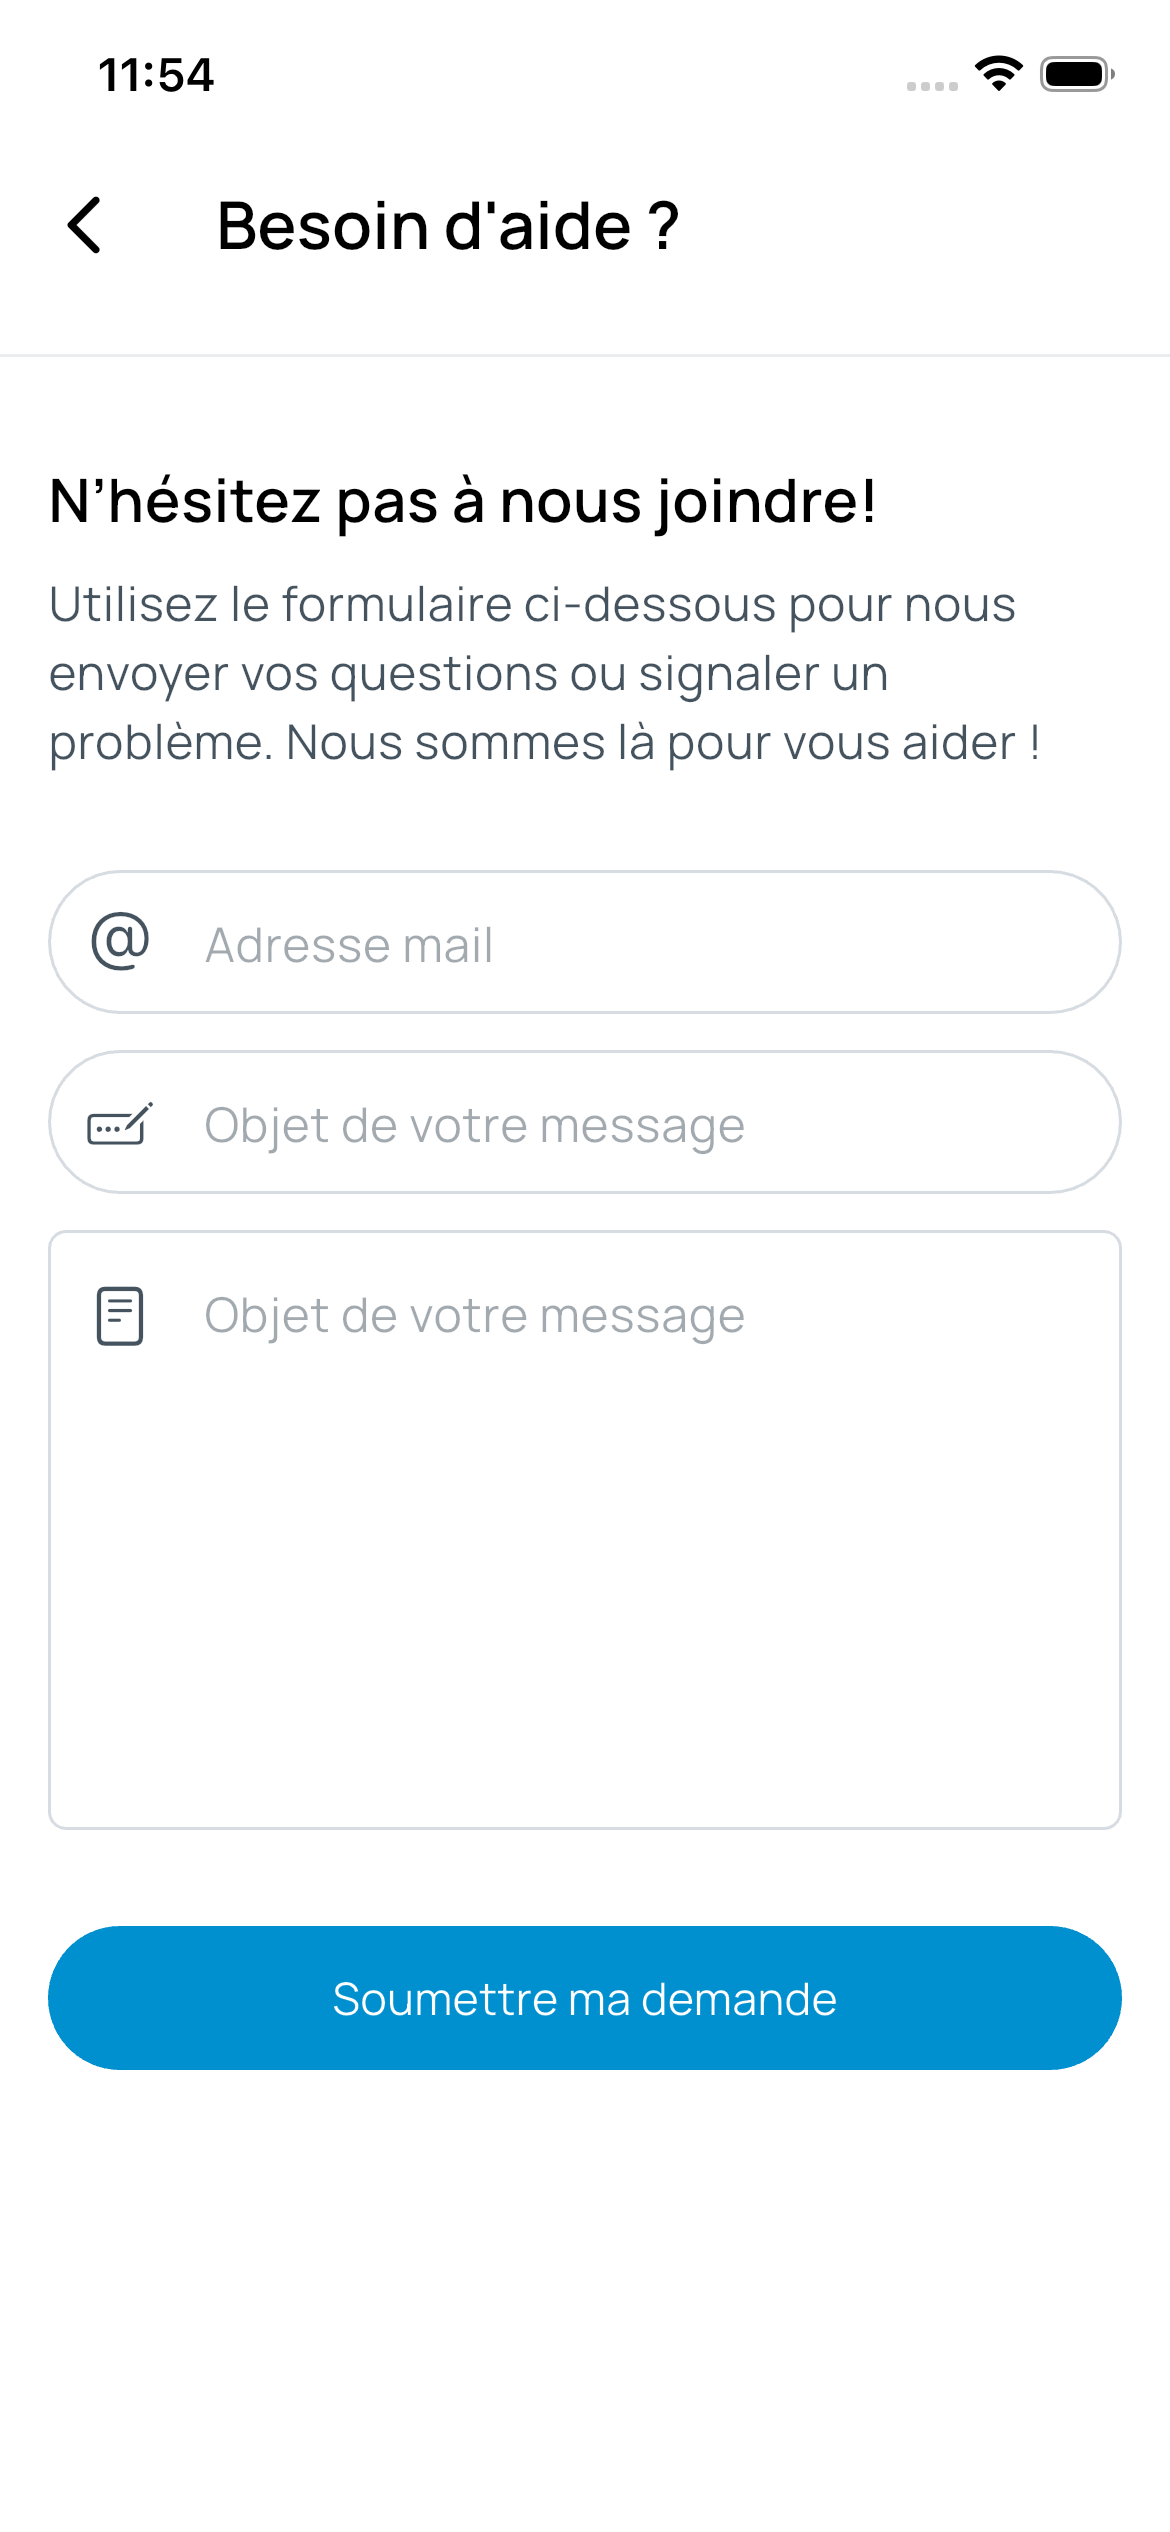 11:54
Besoin d'aide ?
N’hésitez pas à nous joindre!
Utilisez le formulaire ci-dessous pour nous
envoyer vos questions ou signaler un
problème. Nous sommes là pour vous aider !
@ Adresse mail
Objet de votre message
Objet de votre message
Soumettre ma demande